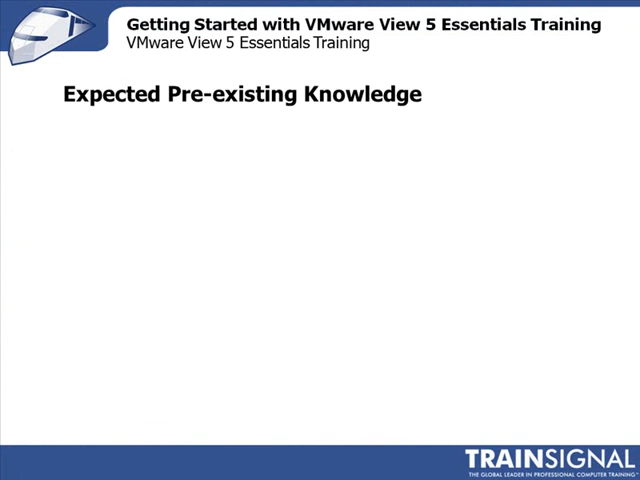 Getting Started with VMware View 5 Essentials Training
VMware View 5 Essentials Training
Expected Pre-existing Knowledge
TRAINSIGNAL
THE GLOBAL LEADER IN PROFESSIONAL COMPUTER TRAINING™